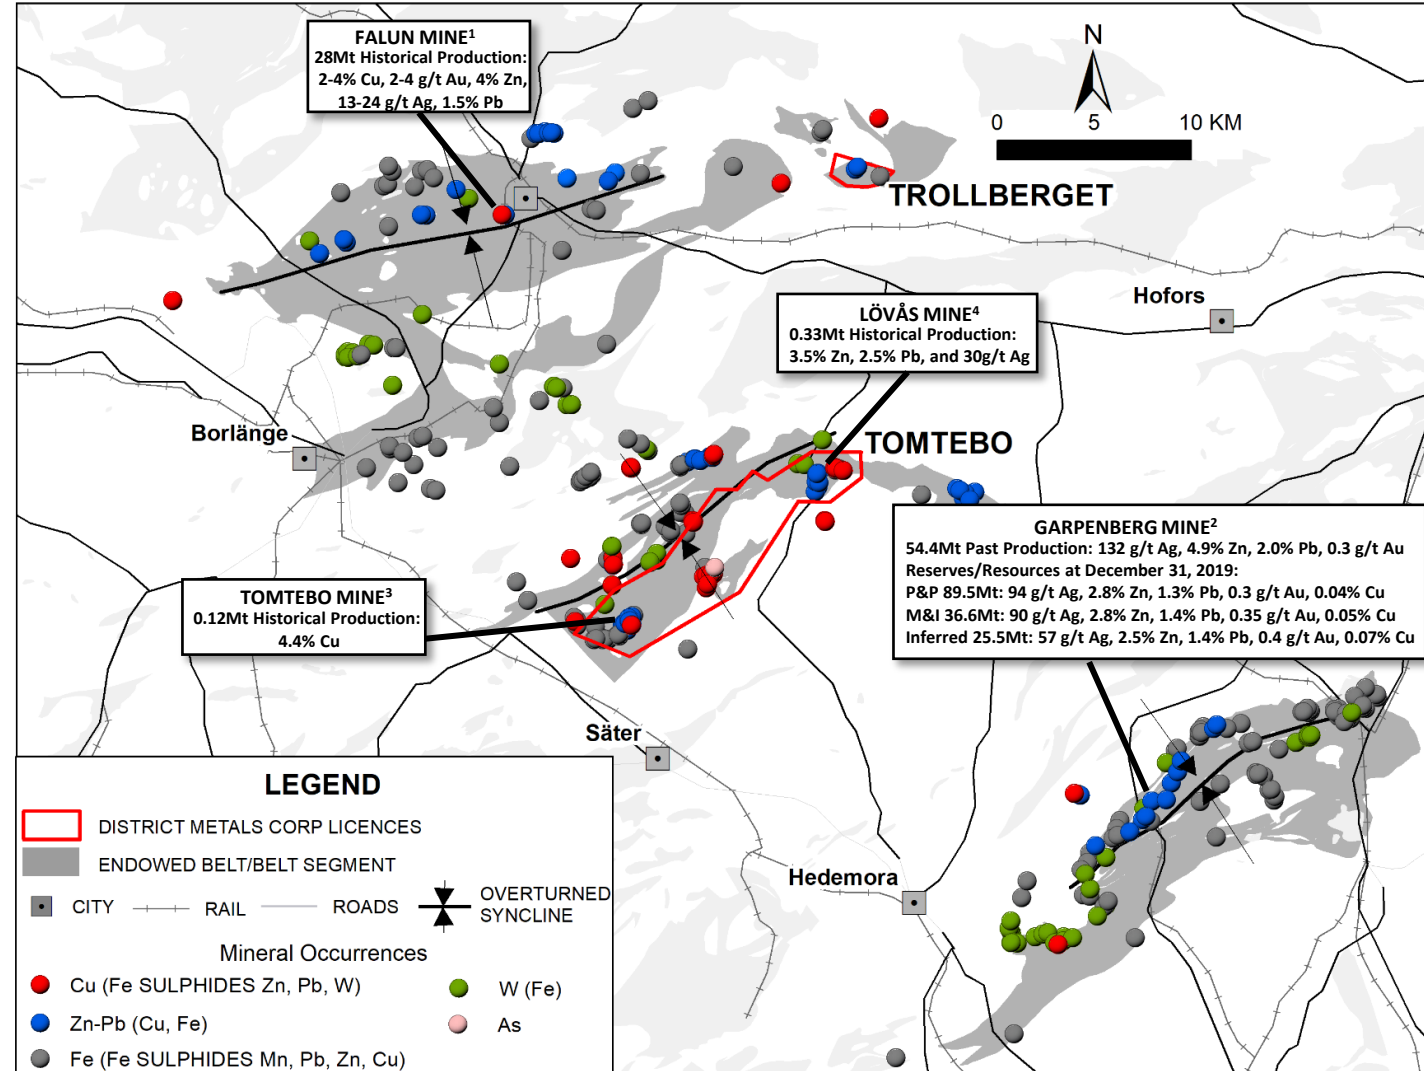 FALUN MINE¹
28Mt Historical Production:
2-4% Cu, 2-4 g/t Au, 4% Zn,
13-24 g/t Ag, 1.5% Pb
N
0 5 10 KM
TROLLBERGET
Hofors
LÖVÅS MINE⁴
0.33Mt Historical Production:
3.5% Zn, 2.5% Pb, and 30g/t Ag
Borlänge
TOMTEBO
GARPENBERG MINE²
54.4Mt Past Production: 132 g/t Ag, 4.9% Zn, 2.0% Pb, 0.3 g/t Au
Reserves/Resources at December 31, 2019:
P&P 89.5Mt: 94 g/t Ag, 2.8% Zn, 1.3% Pb, 0.3 g/t Au, 0.04% Cu
M&I 36.6Mt: 90 g/t Ag, 2.8% Zn, 1.4% Pb, 0.35 g/t Au, 0.05% Cu
Inferred 25.5Mt: 57 g/t Ag, 2.5% Zn, 1.4% Pb, 0.4 g/t Au, 0.07% Cu
TOMTEBO MINE³
0.12Mt Historical Production:
4.4% Cu
Säter
Hedemora
LEGEND
DISTRICT METALS CORP LICENCES
ENDOWED BELT/BELT SEGMENT
CITY RAIL ROADS OVERTURNED
SYNCLINE
Mineral Occurrences
Cu (Fe SULPHIDES Zn, Pb, W) W (Fe)
Zn-Pb (Cu, Fe) As
Fe (Fe SULPHIDES Mn, Pb, Zn, Cu)